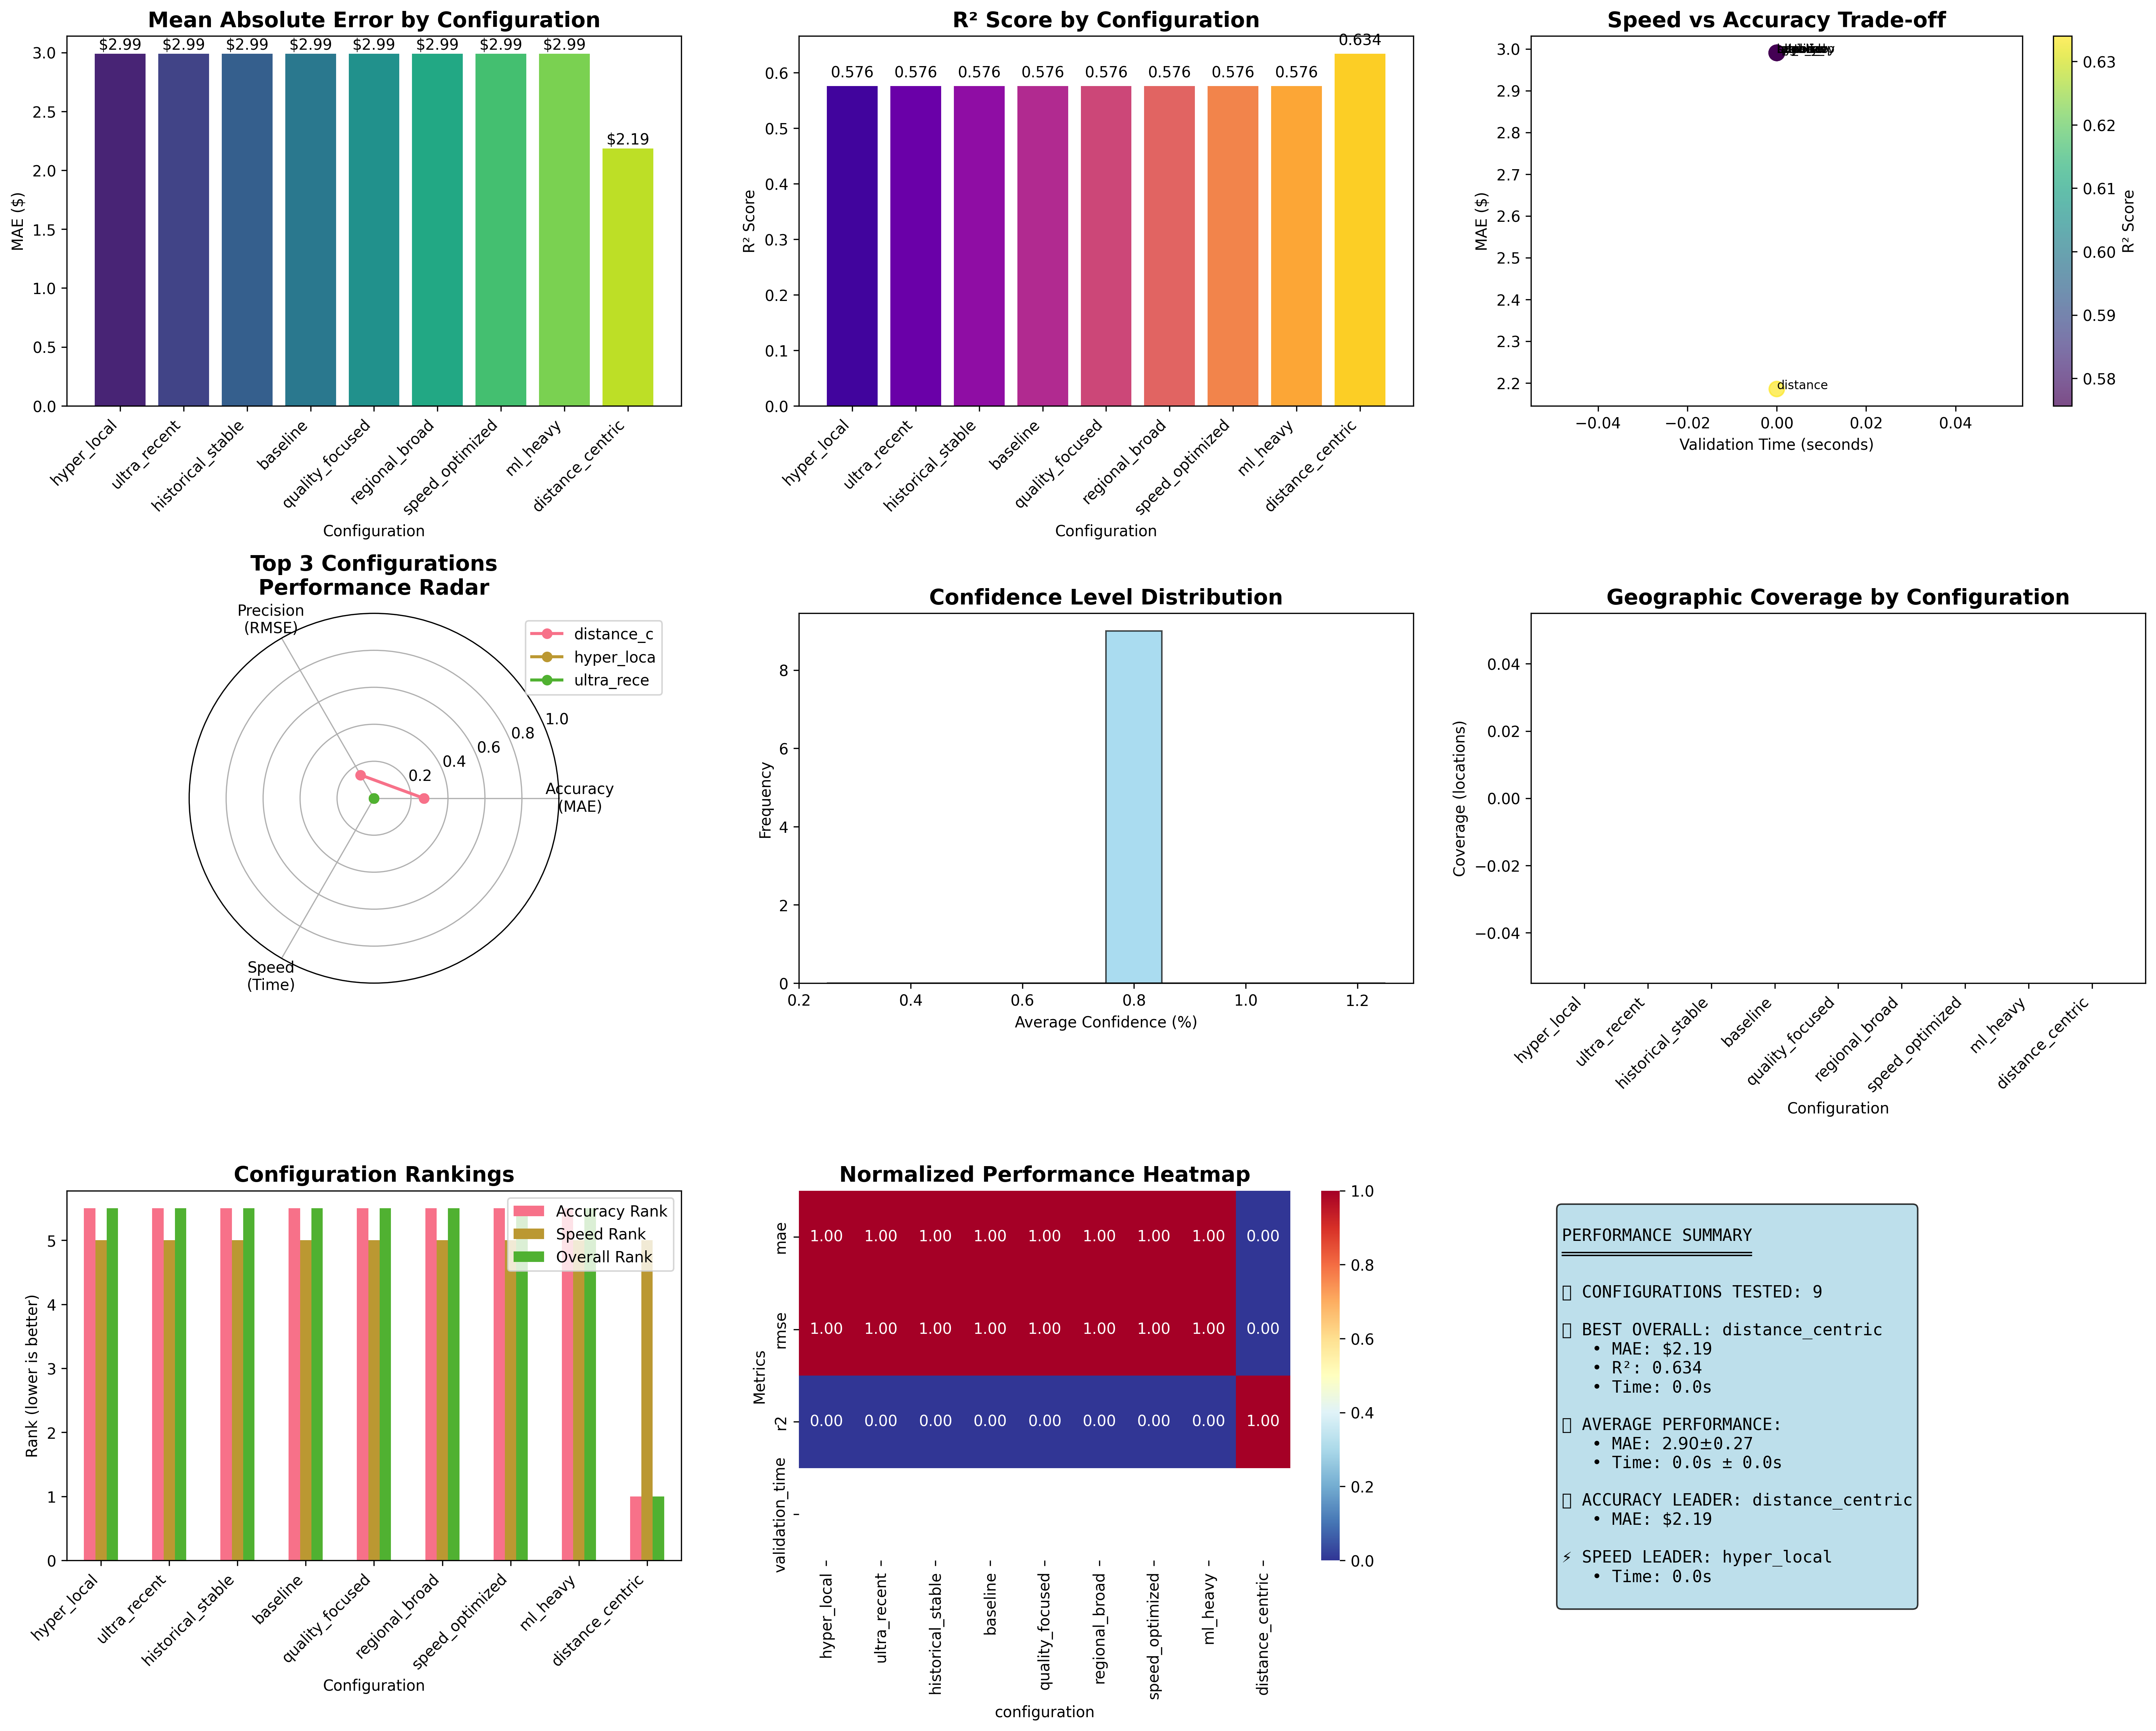 Mean Absolute Error by Configuration
$2.99 $2.99 $2.99 $2.99 $2.99 $2.99 $2.99 $2.99
$2.19
3.0
2.5
2.0
1.5
1.0
0.5
0.0
MAE ($)
hyper_local
ultra_recent
historical_stable
baseline
quality_focused
regional_broad
speed_optimized
ml_heavy
distance_centric
Configuration
R² Score by Configuration
0.634
0.576 0.576 0.576 0.576 0.576 0.576 0.576 0.576
0.6
0.5
0.4
0.3
0.2
0.1
0.0
R² Score
hyper_local
ultra_recent
historical_stable
baseline
quality_focused
regional_broad
speed_optimized
ml_heavy
distance_centric
Configuration
Speed vs Accuracy Trade-off
3.0
2.9
2.8
2.7
2.6
2.5
2.4
2.3
2.2
MAE ($)
distance
−0.04 −0.02 0.00 0.02 0.04
Validation Time (seconds)
0.63
0.62
0.61
0.60
0.59
0.58
R² Score
Top 3 Configurations
Performance Radar
Precision
(RMSE)
distance_c
hyper_loca
ultra_rece
1.0
0.8
0.6
0.4
0.2
Accuracy
(MAE)
Speed
(Time)
Confidence Level Distribution
8
6
4
2
0
Frequency
0.2 0.4 0.6 0.8 1.0 1.2
Average Confidence (%)
Geographic Coverage by Configuration
0.04
0.02
0.00
−0.02
−0.04
Coverage (locations)
hyper_local
ultra_recent
historical_stable
baseline
quality_focused
regional_broad
speed_optimized
ml_heavy
distance_centric
Configuration
Configuration Rankings
Accuracy Rank
Speed Rank
Overall Rank
5
4
3
2
1
0
Rank (lower is better)
hyper_local
ultra_recent
historical_stable
baseline
quality_focused
regional_broad
speed_optimized
ml_heavy
distance_centric
Configuration
Normalized Performance Heatmap
mae
1.00 1.00 1.00 1.00 1.00 1.00 1.00 1.00 0.00
rmse
1.00 1.00 1.00 1.00 1.00 1.00 1.00 1.00 0.00
r2
0.00 0.00 0.00 0.00 0.00 0.00 0.00 0.00 1.00
validation_time
Metrics
hyper_local
ultra_recent
historical_stable
baseline
quality_focused
regional_broad
speed_optimized
ml_heavy
distance_centric
configuration
1.0
0.8
0.6
0.4
0.2
0.0
PERFORMANCE SUMMARY
CONFIGURATIONS TESTED: 9
BEST OVERALL: distance_centric
• MAE: $2.19
• R²: 0.634
• Time: 0.0s
AVERAGE PERFORMANCE:
• MAE: 2.90±0.27
• Time: 0.0s ± 0.0s
ACCURACY LEADER: distance_centric
• MAE: $2.19
⚡ SPEED LEADER: hyper_local
• Time: 0.0s